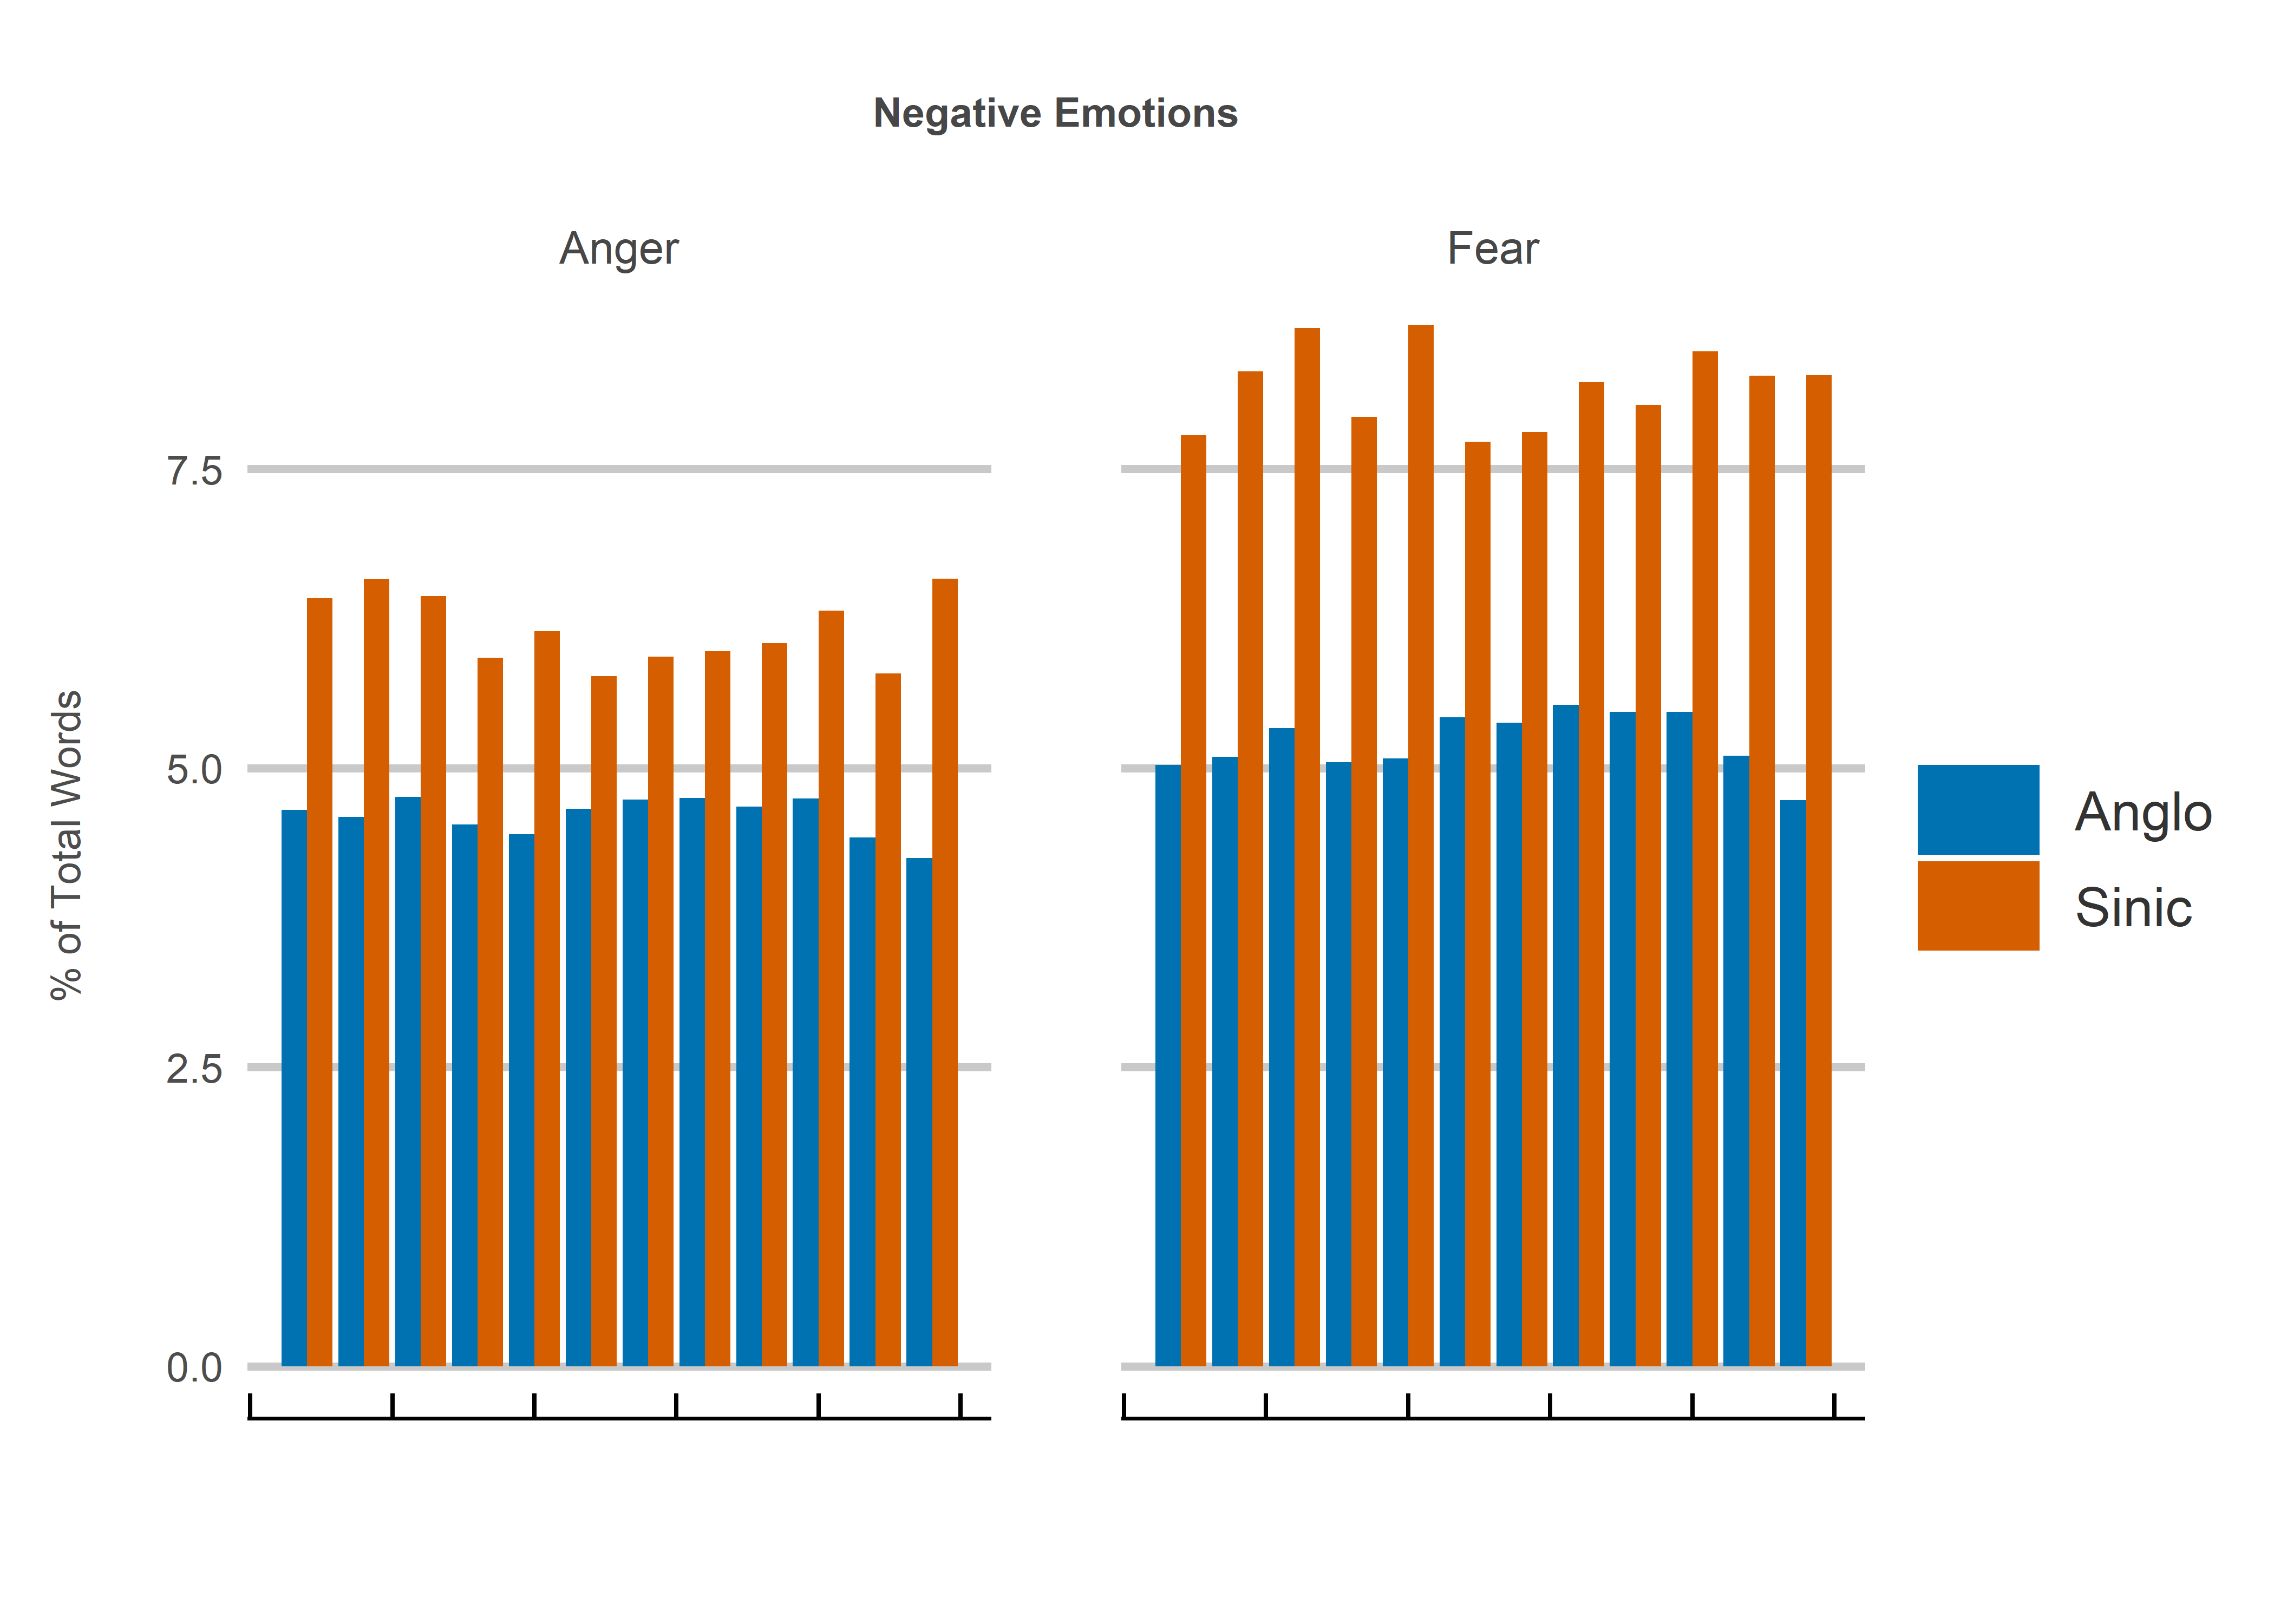 Negative Emotions
Anger
Fear
7.5
5.0
2.5
0.0
% of Total Words
Anglo
Sinic